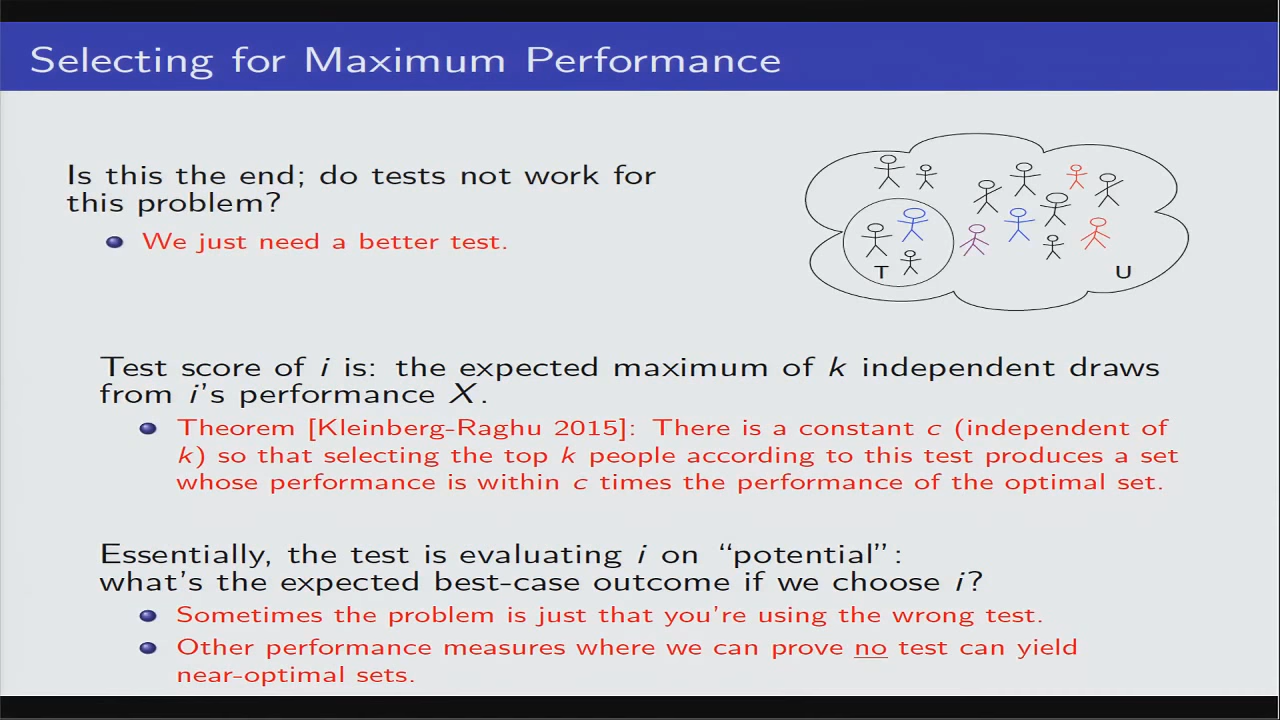 Selecting for Maximum Performance
Is this the end; do tests not work for
this problem?
We just need a better test.
T
U
Test score of i is: the expected maximum of k independent draws
from i's performance X.
Theorem [Kleinberg-Raghu 2015]: There is a constant c (independent of
k) so that selecting the top k people according to this test produces a set
whose performance is within c times the performance of the optimal set.
Essentially, the test is evaluating i on “potential”:
what's the expected best-case outcome if we choose i?
Sometimes the problem is just that you're using the wrong test.
Other performance measures where we can prove no test can yield
near-optimal sets.